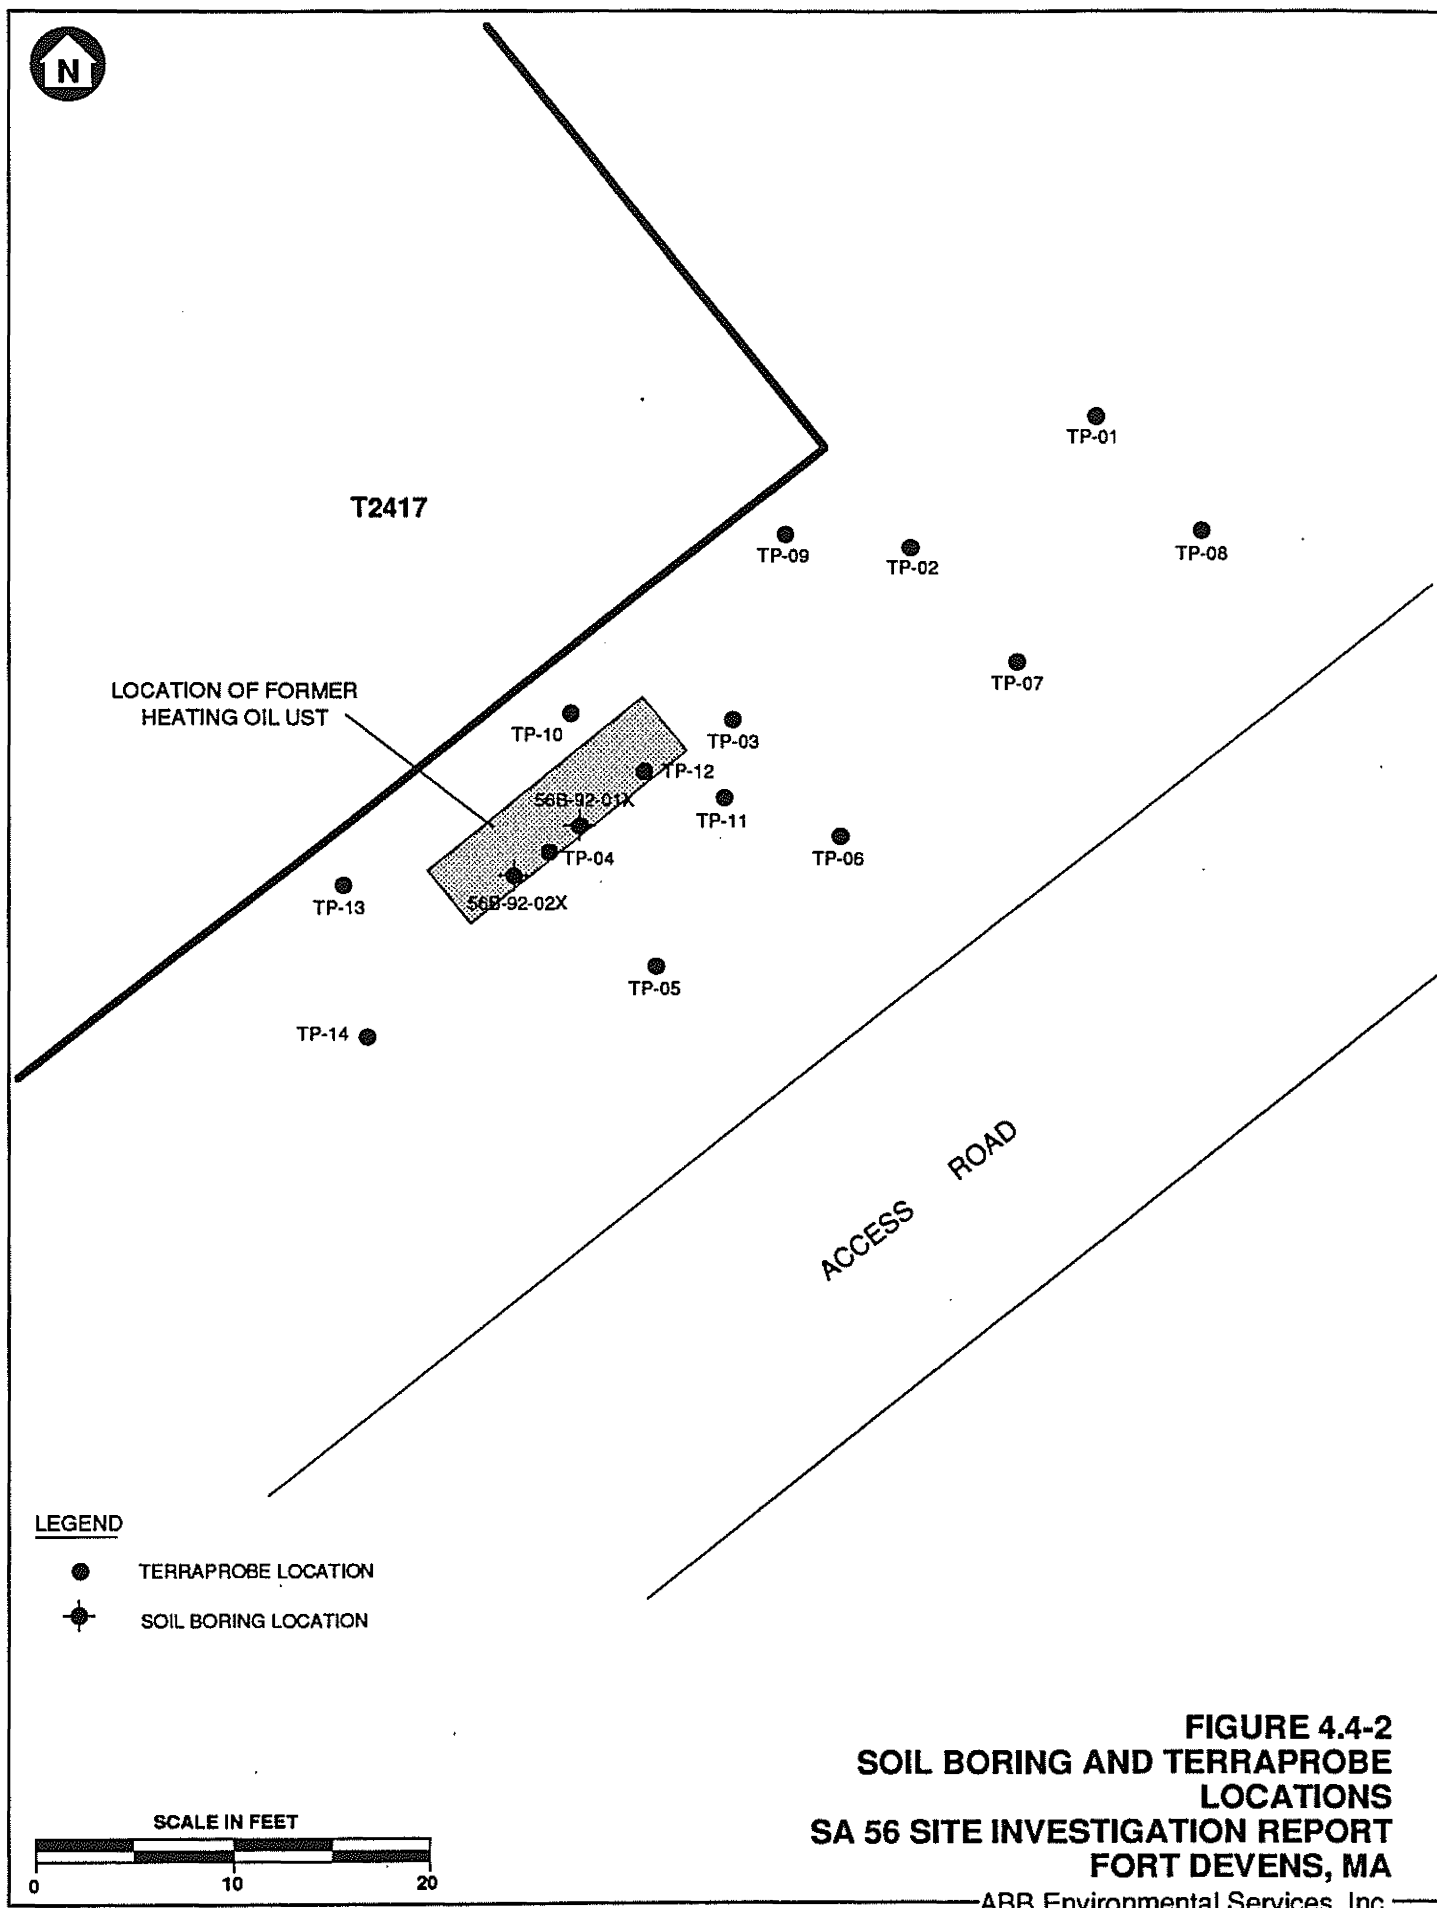 N
TP-01
T2417
TP-09
TP-02
TP-08
LOCATION OF FORMER
HEATING OIL UST
TP-07
TP-10
TP-03
TP-12
56B-92-01X
TP-11
TP-06
TP-04
TP-13
56B-92-02X
TP-05
TP-14
ACCESS ROAD
LEGEND
TERRAPROBE LOCATION
SOIL BORING LOCATION
FIGURE 4.4-2
SOIL BORING AND TERRAPROBE
LOCATIONS
SA 56 SITE INVESTIGATION REPORT
FORT DEVENS, MA
ABB Environmental Services, Inc.
SCALE IN FEET
0 10 20